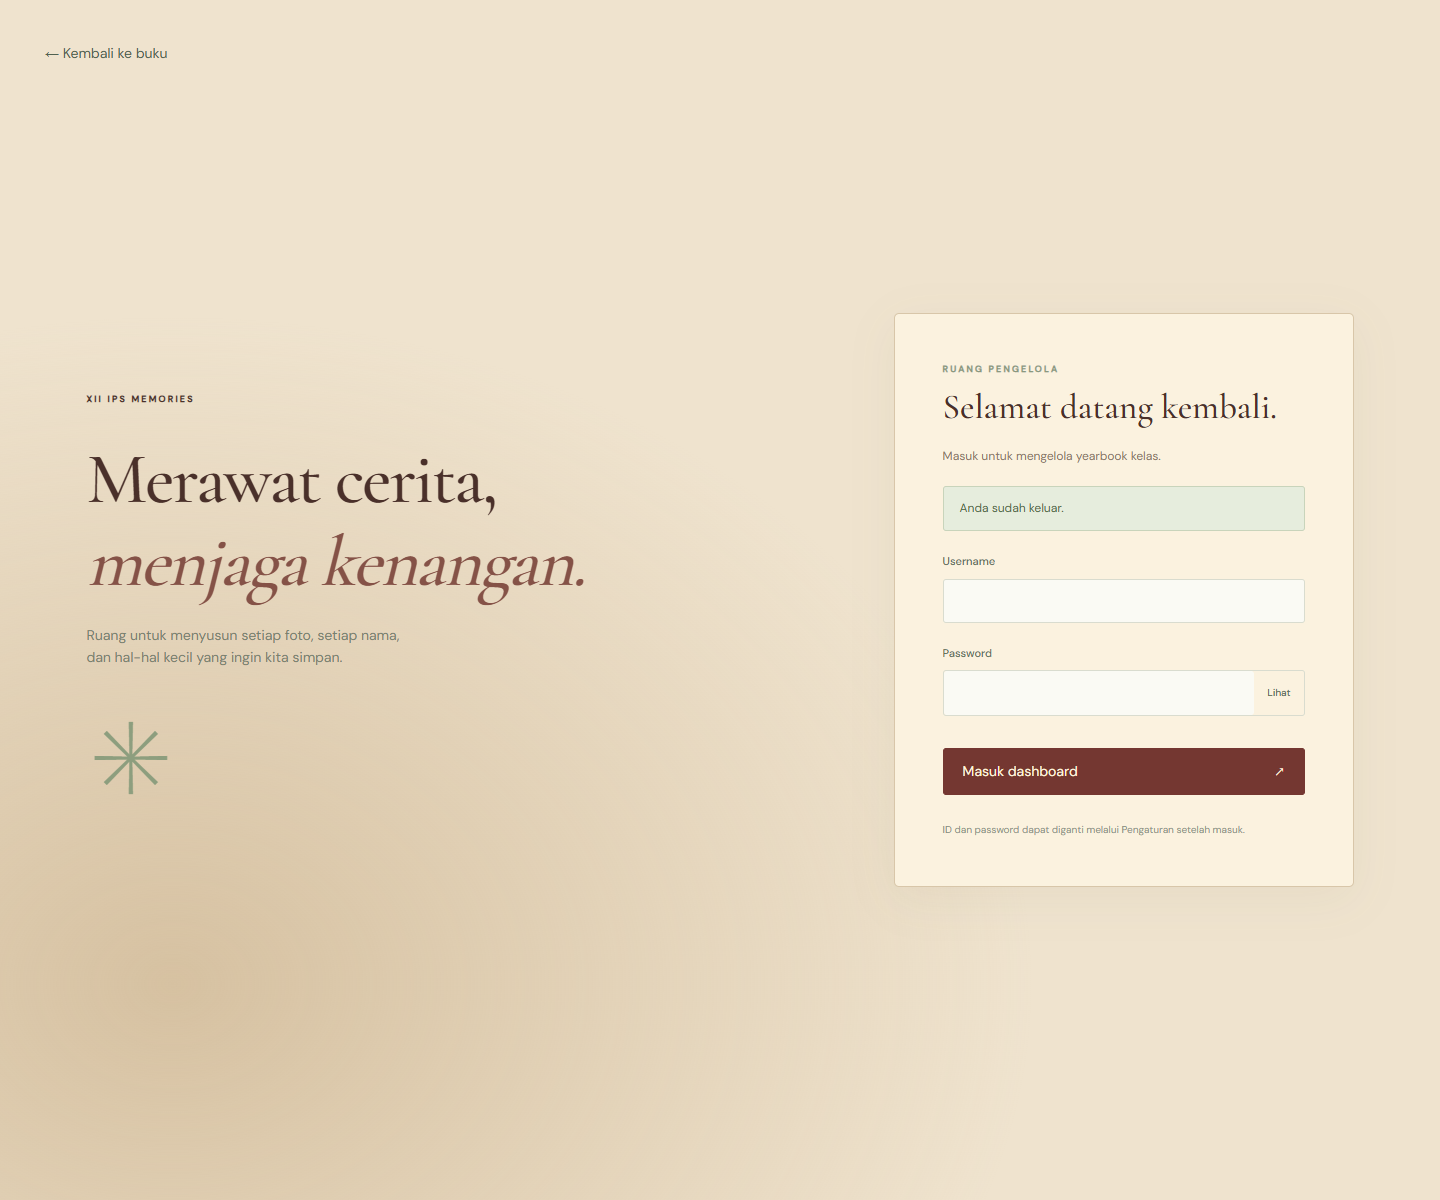 ← Kembali ke buku
XII IPS MEMORIES
Merawat cerita,
menjaga kenangan.
Ruang untuk menyusun setiap foto, setiap nama,
dan hal-hal kecil yang ingin kita simpan.
RUANG PENGELOLA
Selamat datang kembali.
Masuk untuk mengelola yearbook kelas.
Anda sudah keluar.
Username
Password
Lihat
Masuk dashboard ↗
ID dan password dapat diganti melalui Pengaturan setelah masuk.